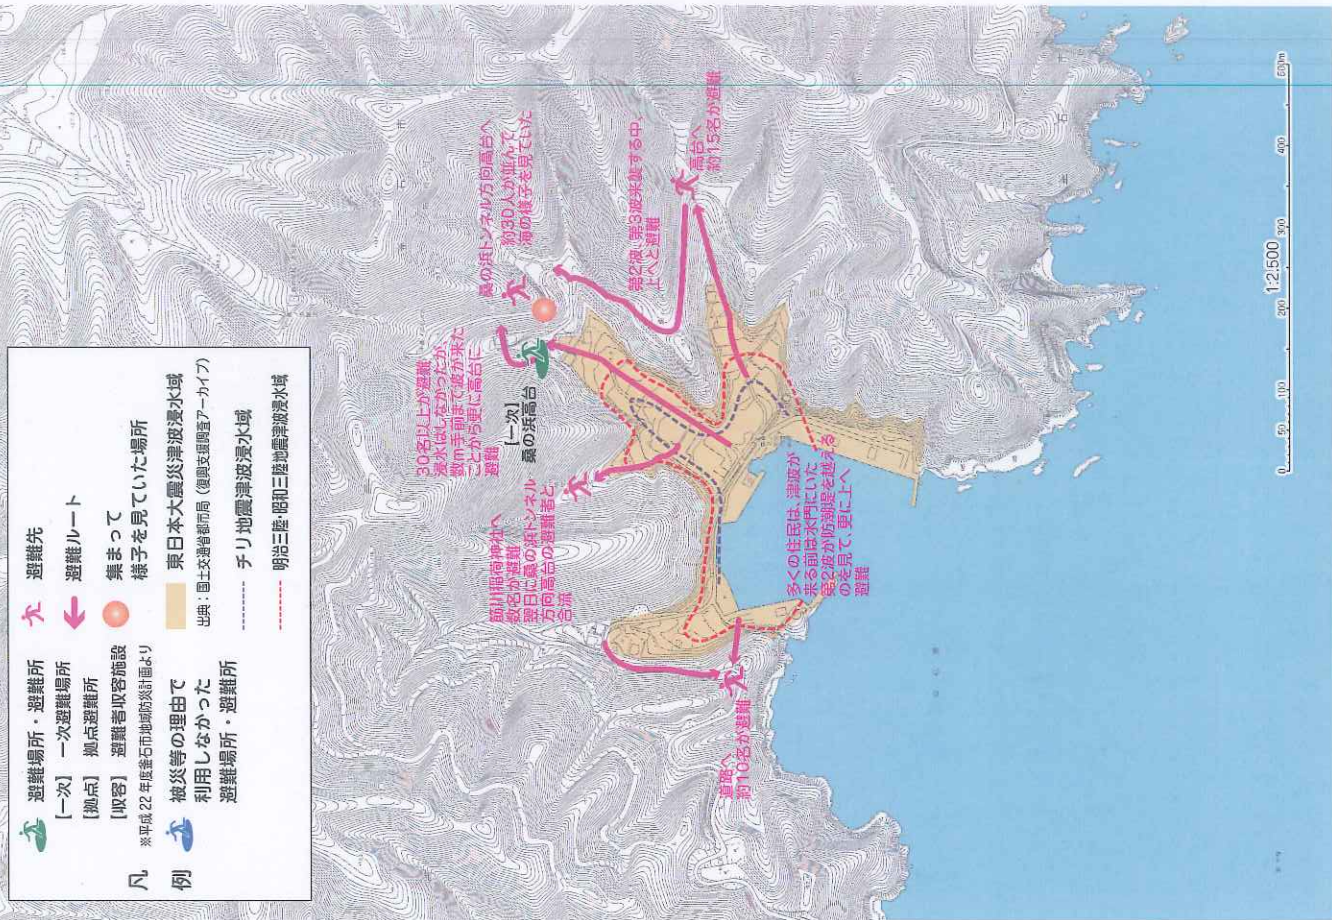 凡例
避難場所・避難所
【一次】 一次避難場所
【拠点】 拠点避難所
【収容】 避難者収容施設
※平成22年度釜石市地域防災計画より
被災等の理由で
利用しなかった
避難場所・避難所
避難先
避難ルート
集まって
様子を見ていた場所
東日本大震災津波浸水域
出典：国土交通省都市局（復興支援調査アーカイブ）
チリ地震津波浸水域
明治三陸・昭和三陸地震津波浸水域
道路へ
約10名が避難
箱崎稲荷神社へ
数名が避難
翌日に桑の浜トンネル
方向高台の避難者と
合流
30名以上が避難
浸水はしなかったが、
数m手前まで波が来た
ことから更に高台に
避難
【一次】
桑の浜高台
桑の浜トンネル方向高台へ
約30人が並んで
海の様子を見ていた
第2波、第3波来襲する中、
上へと避難
高台へ
約15名が避難
多くの住民は、津波が
来る前は水門にいた
第2波が防潮堤を越える
のを見て、更に上へ
避難
1:2,500
0 50 100 200 300 400 500m